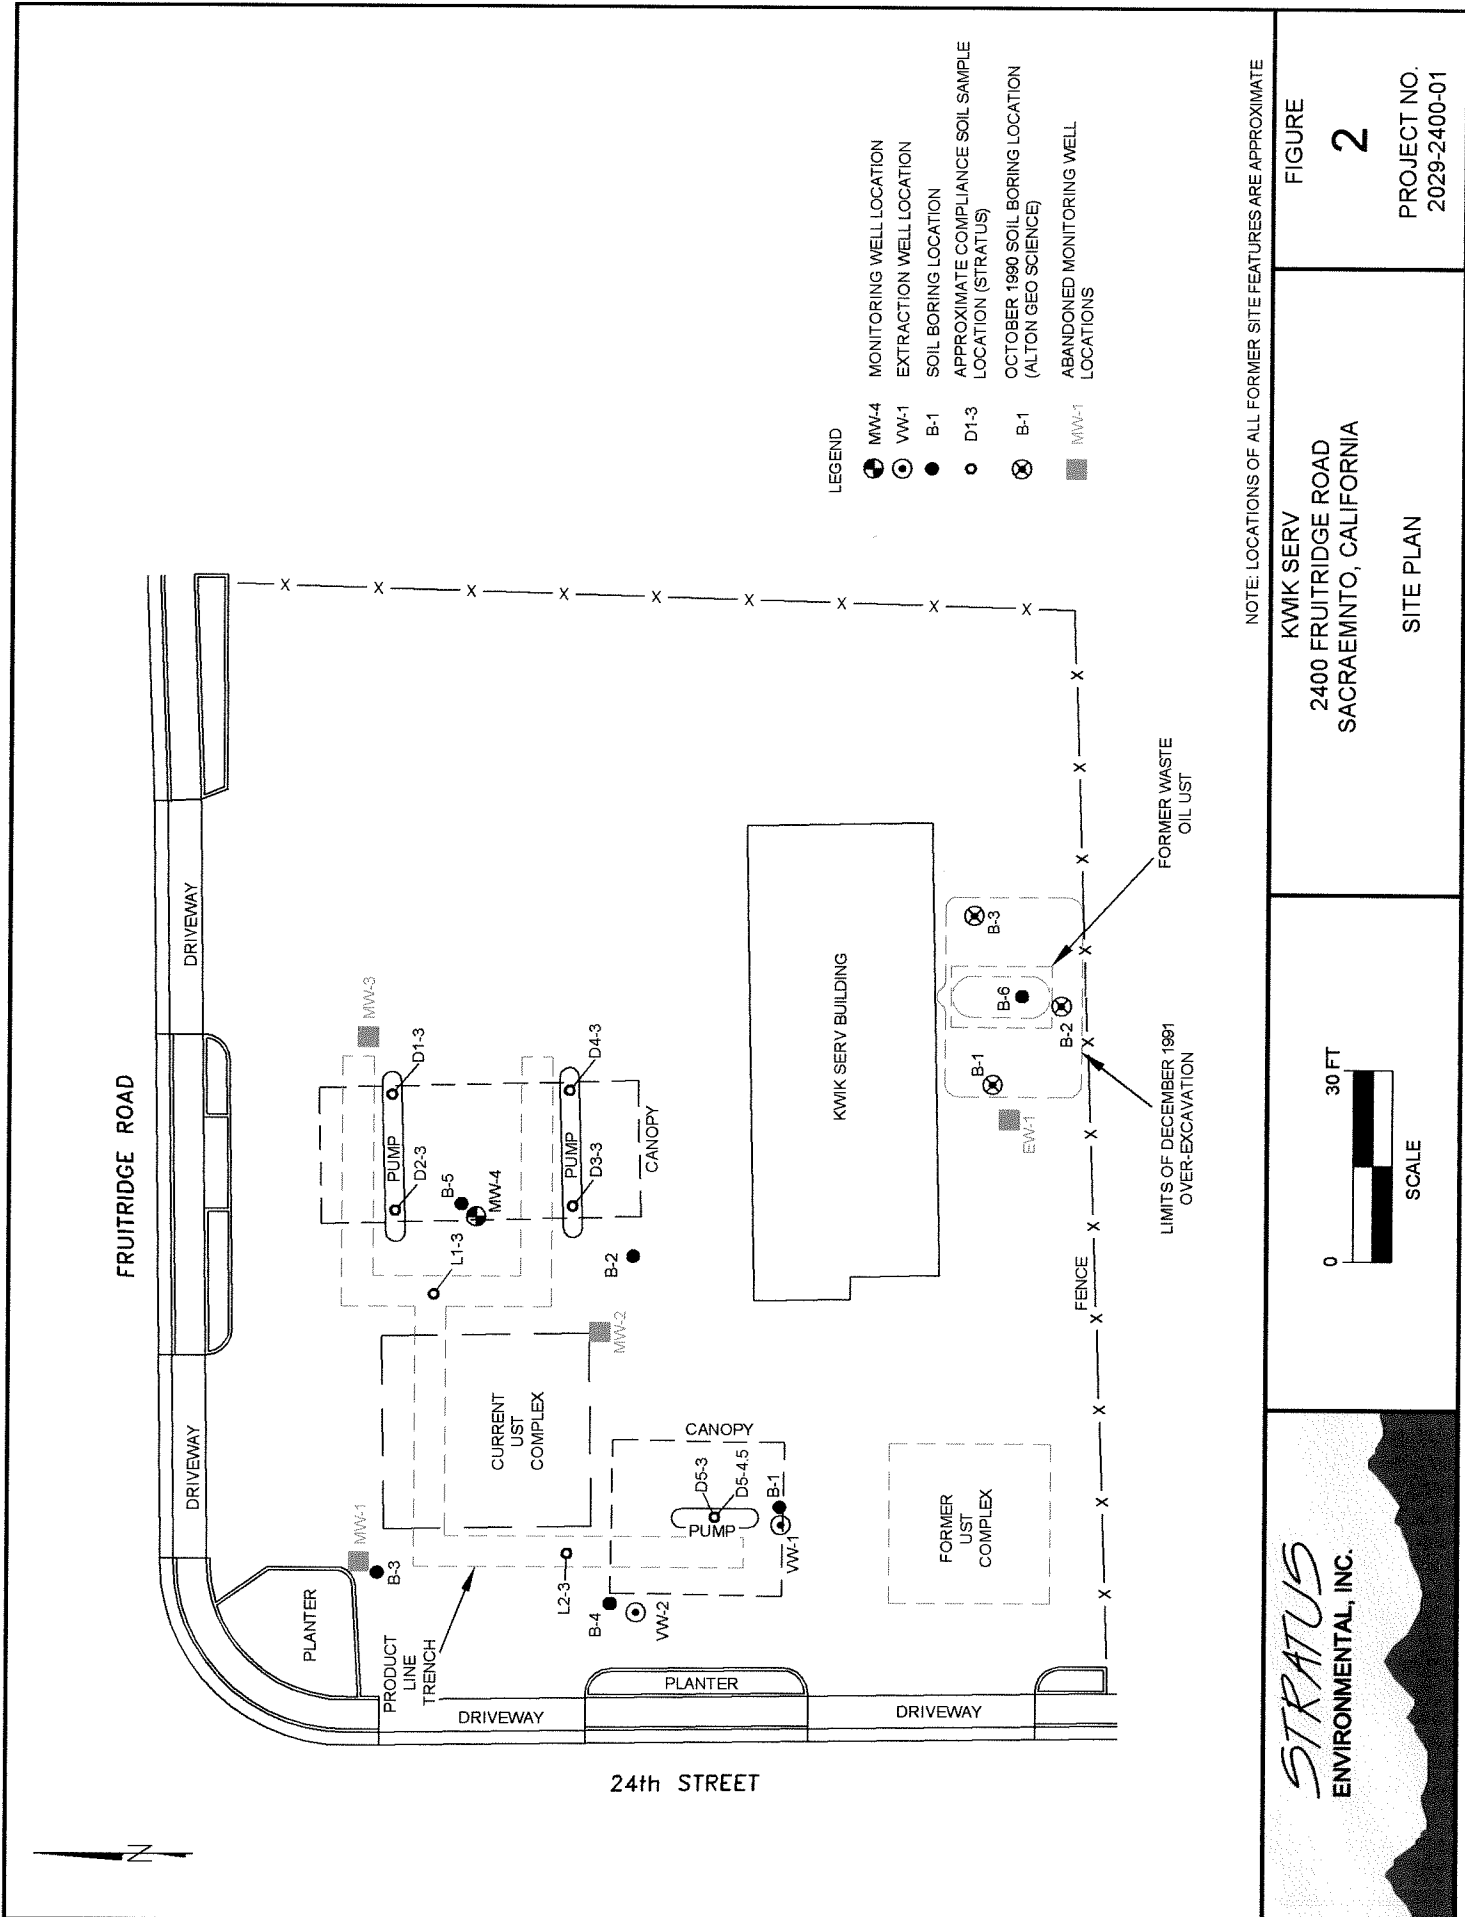 FRUITRIDGE ROAD
24th STREET
N
DRIVEWAY
DRIVEWAY
PLANTER
MW-1
B-3
PRODUCT
LINE
TRENCH
DRIVEWAY
PLANTER
DRIVEWAY
CURRENT
UST
COMPLEX
L1-3
L2-3
MW-2
MW-3
D1-3
D2-3
PUMP
B-5
MW-4
PUMP
D3-3
D4-3
CANOPY
B-2
B-4
VW-2
CANOPY
D5-3
D5-4.5
PUMP
B-1
VW-1
FORMER
UST
COMPLEX
KWIK SERV BUILDING
B-3
B-6
B-2
B-1
EW-1
FORMER WASTE
OIL UST
LIMITS OF DECEMBER 1991
OVER-EXCAVATION
FENCE
X X X X X X X X X
X X X X X X X X X X X
LEGEND
MW-4 MONITORING WELL LOCATION
VW-1 EXTRACTION WELL LOCATION
B-1 SOIL BORING LOCATION
D1-3 APPROXIMATE COMPLIANCE SOIL SAMPLE
LOCATION (STRATUS)
B-1 OCTOBER 1990 SOIL BORING LOCATION
(ALTON GEO SCIENCE)
MW-1 ABANDONED MONITORING WELL
LOCATIONS
NOTE: LOCATIONS OF ALL FORMER SITE FEATURES ARE APPROXIMATE
STRATUS
ENVIRONMENTAL, INC.
0 30 FT
SCALE
KWIK SERV
2400 FRUITRIDGE ROAD
SACRAEMNTO, CALIFORNIA
SITE PLAN
FIGURE
2
PROJECT NO.
2029-2400-01